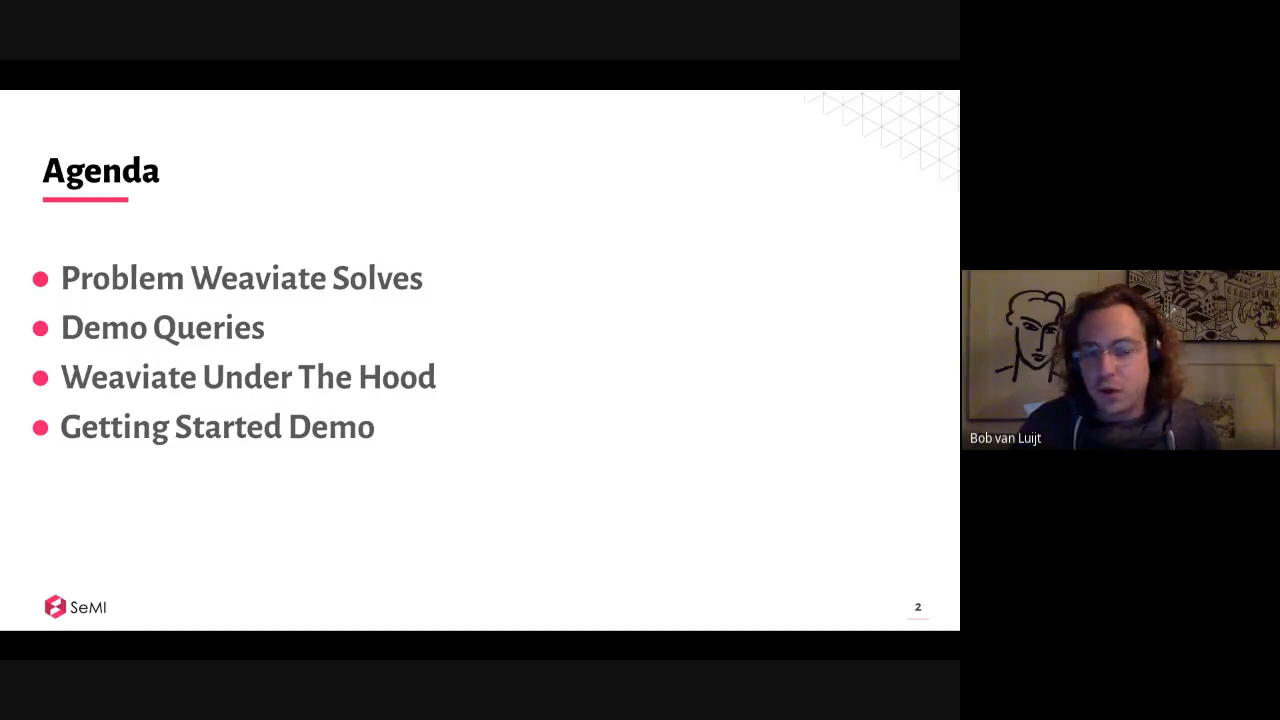 Agenda
Problem Weaviate Solves
Demo Queries
Weaviate Under The Hood
Getting Started Demo
SeMI
2
Bob van Luijt